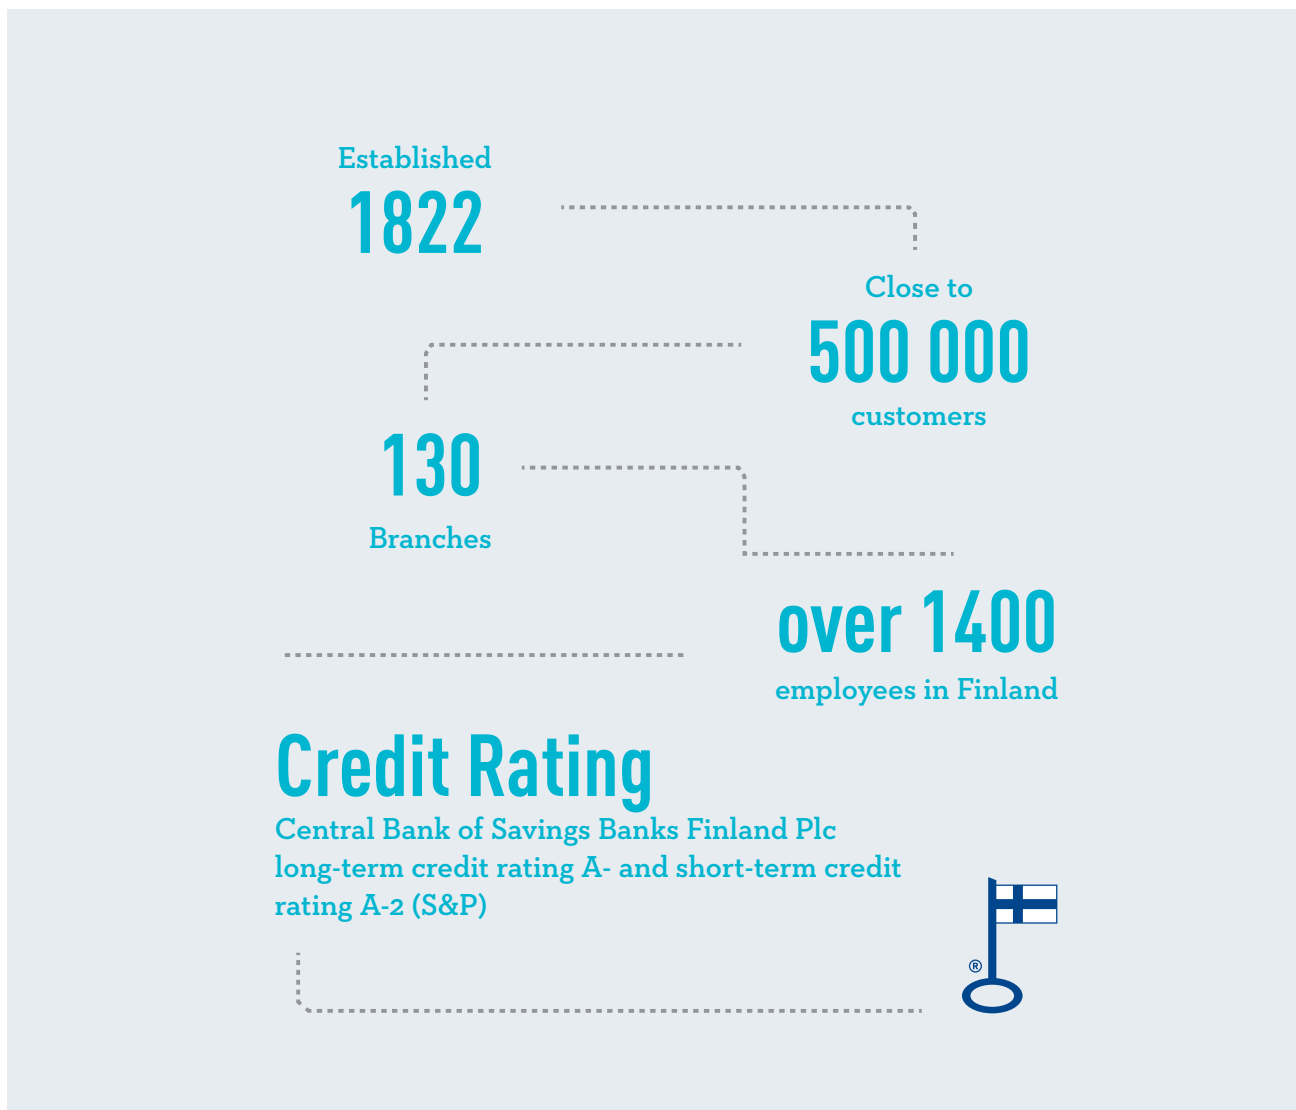 Established
1822
Close to
500 000
customers
130
Branches
over 1400
employees in Finland
Credit Rating
Central Bank of Savings Banks Finland Plc
long-term credit rating A- and short-term credit
rating A-2 (S&P)
®